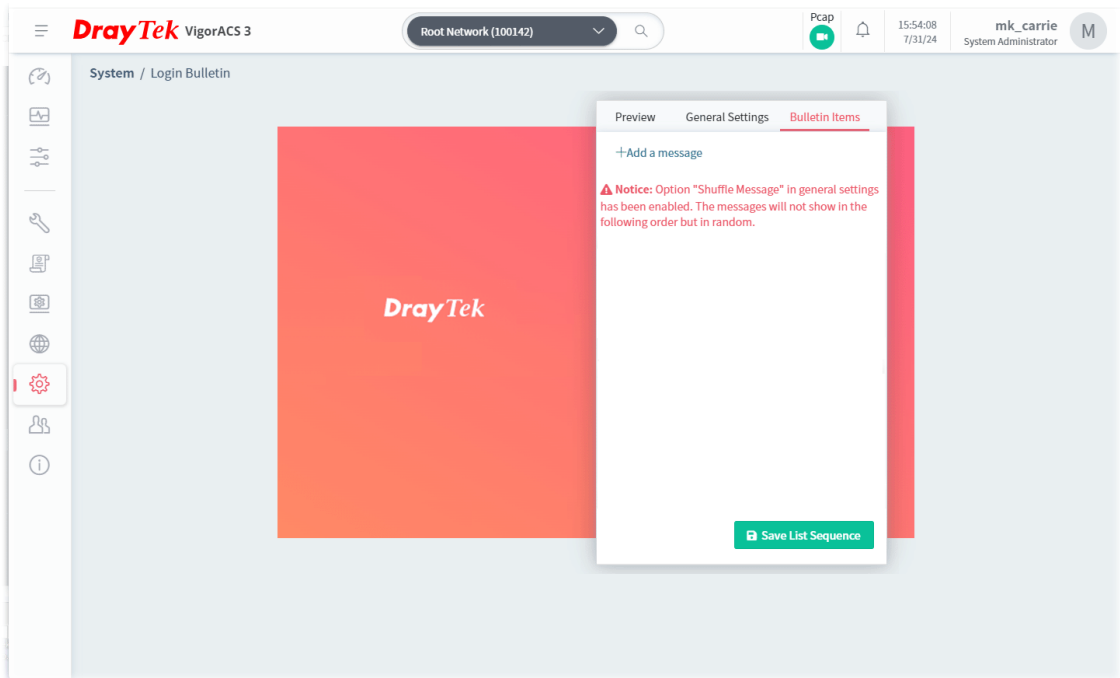 DrayTek VigorACS 3
Root Network (100142)
Pcap
15:54:08
7/31/24
mk_carrie
System Administrator
M
System / Login Bulletin
Preview General Settings Bulletin Items
+Add a message
Notice: Option "Shuffle Message" in general settings
has been enabled. The messages will not show in the
following order but in random.
DrayTek
Save List Sequence